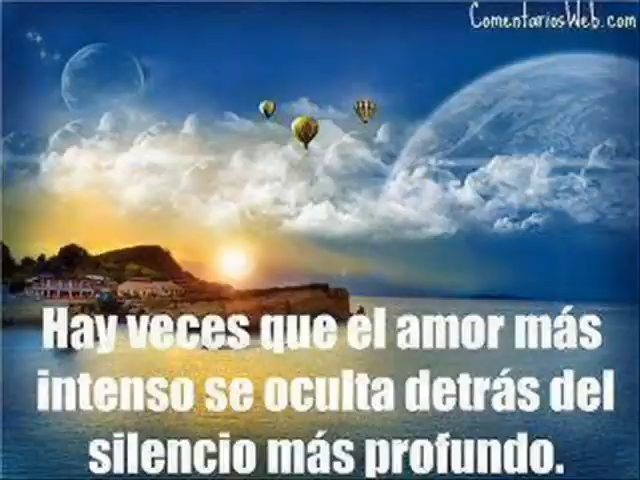 ComentariosWeb.com
Hay veces que el amor más
intenso se oculta detrás del
silencio más profundo.